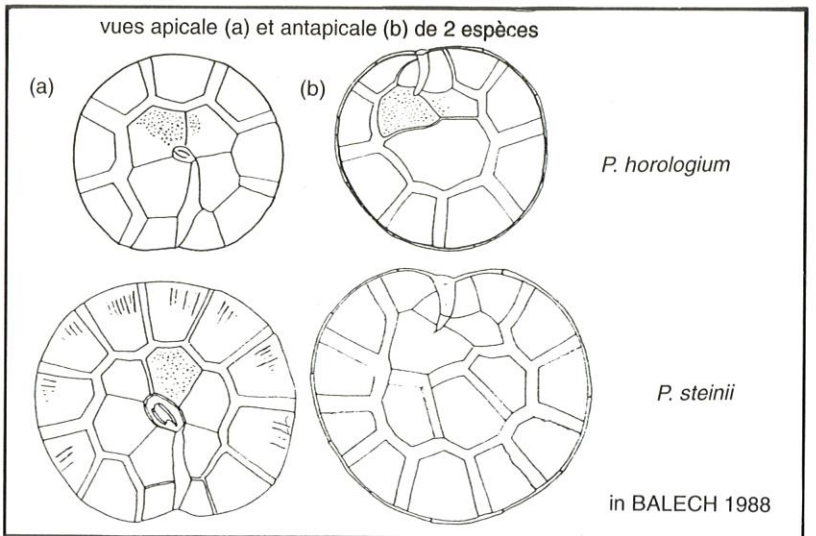 vues apicale (a) et antapicale (b) de 2 espèces
(a)
(b)
P. horologium
P. steinii
in BALECH 1988